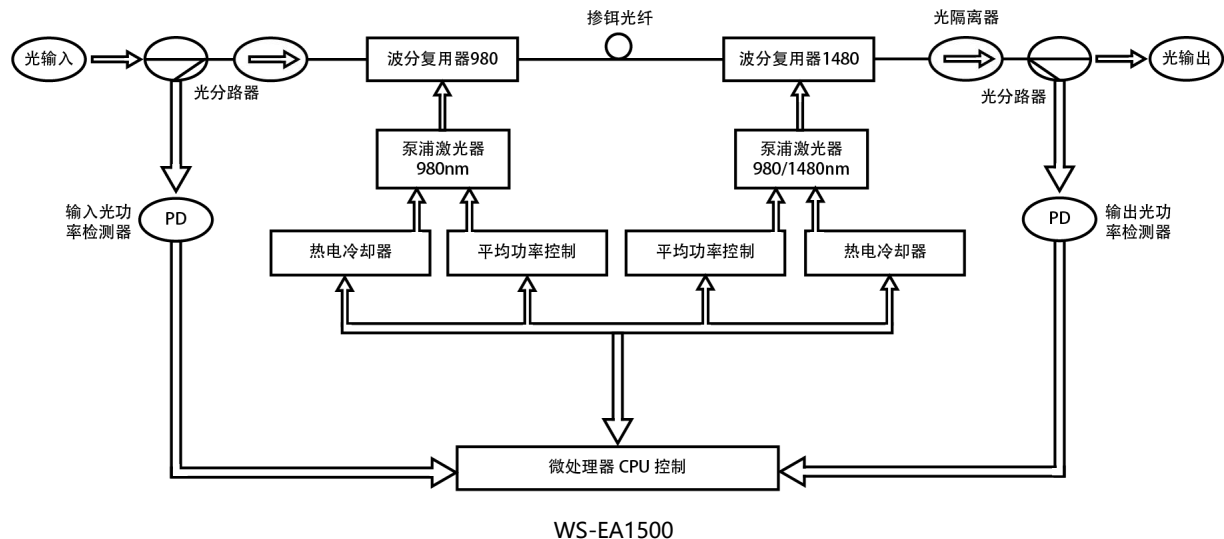 掺铒光纤
光隔离器
光输入
波分复用器980
波分复用器1480
光输出
光分路器
光分路器
泵浦激光器
980nm
泵浦激光器
980/1480nm
输入光功
率检测器
PD
PD
输出光功
率检测器
热电冷却器
平均功率控制
平均功率控制
热电冷却器
微处理器 CPU 控制
WS-EA1500